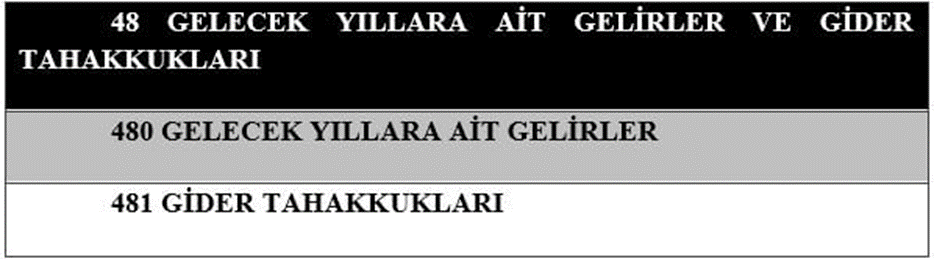 48 GELECEK YILLARA AİT GELİRLER VE GİDER
TAHAKKUKLARI
480 GELECEK YILLARA AİT GELİRLER
481 GİDER TAHAKKUKLARI